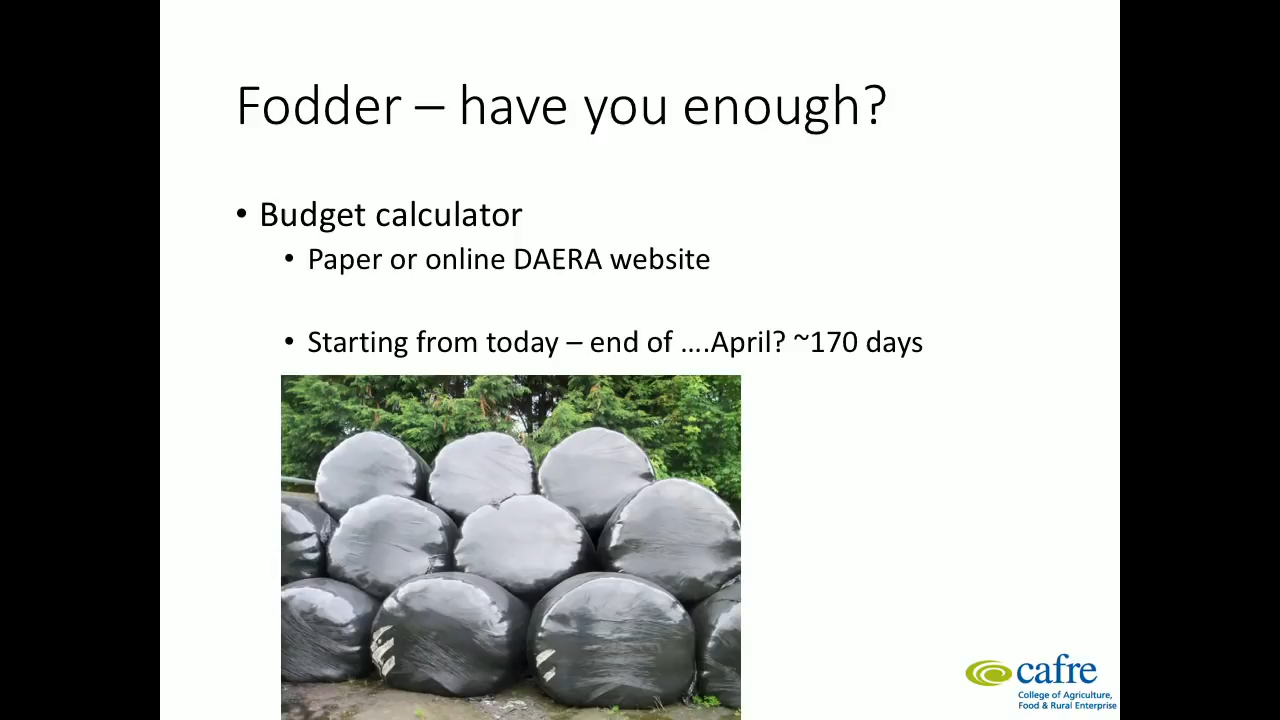 Fodder – have you enough?
• Budget calculator
• Paper or online DAERA website
• Starting from today – end of ….April? ~170 days
cafre
College of Agriculture,
Food & Rural Enterprise